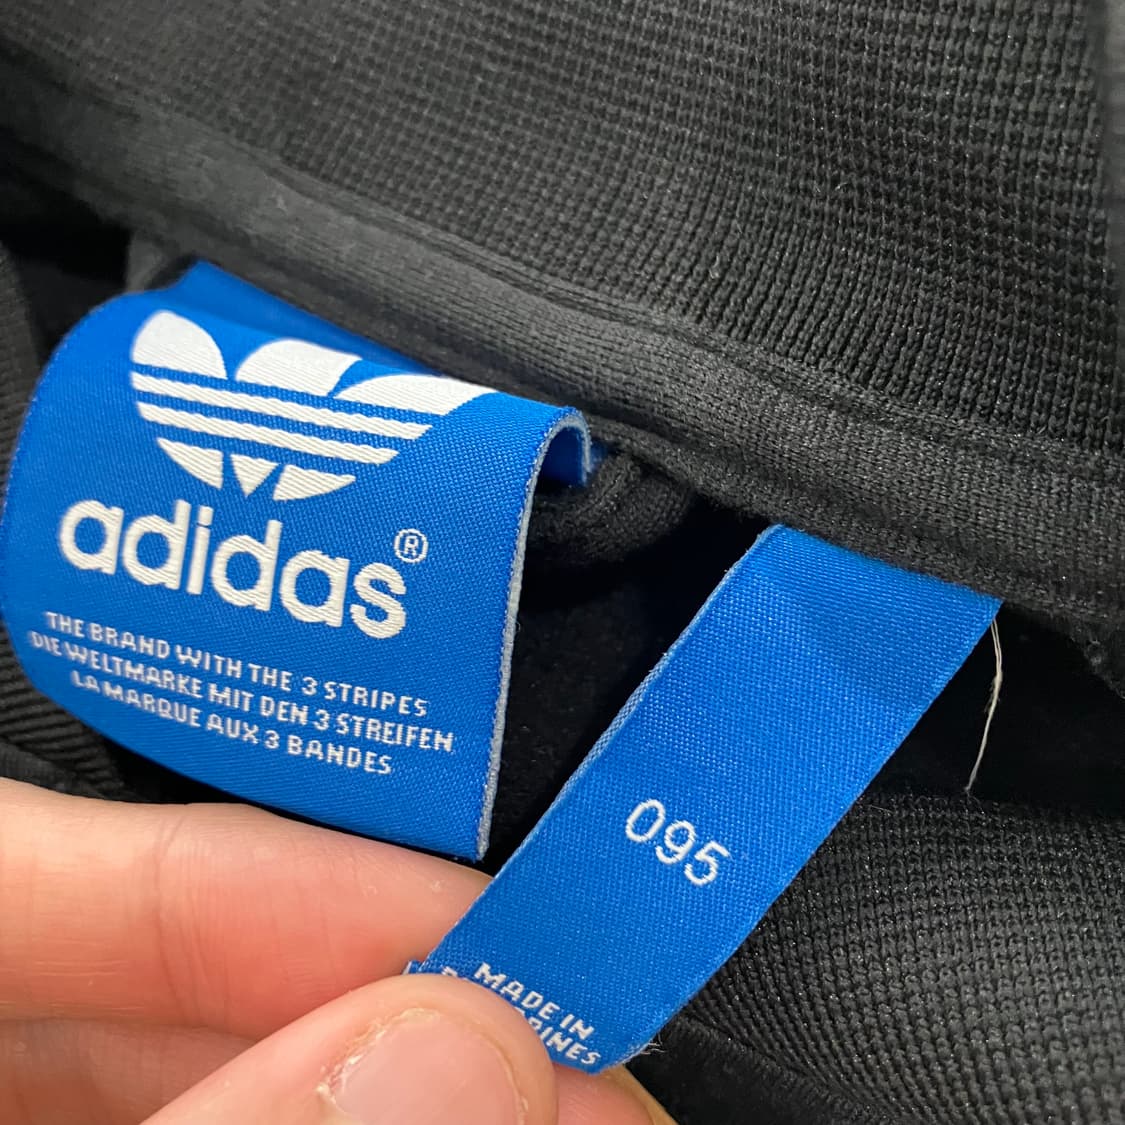 adidas®
THE BRAND WITH THE 3 STRIPES
DIE WELTMARKE MIT DEN 3 STREIFEN
LA MARQUE AUX 3 BANDES
095
MADE IN